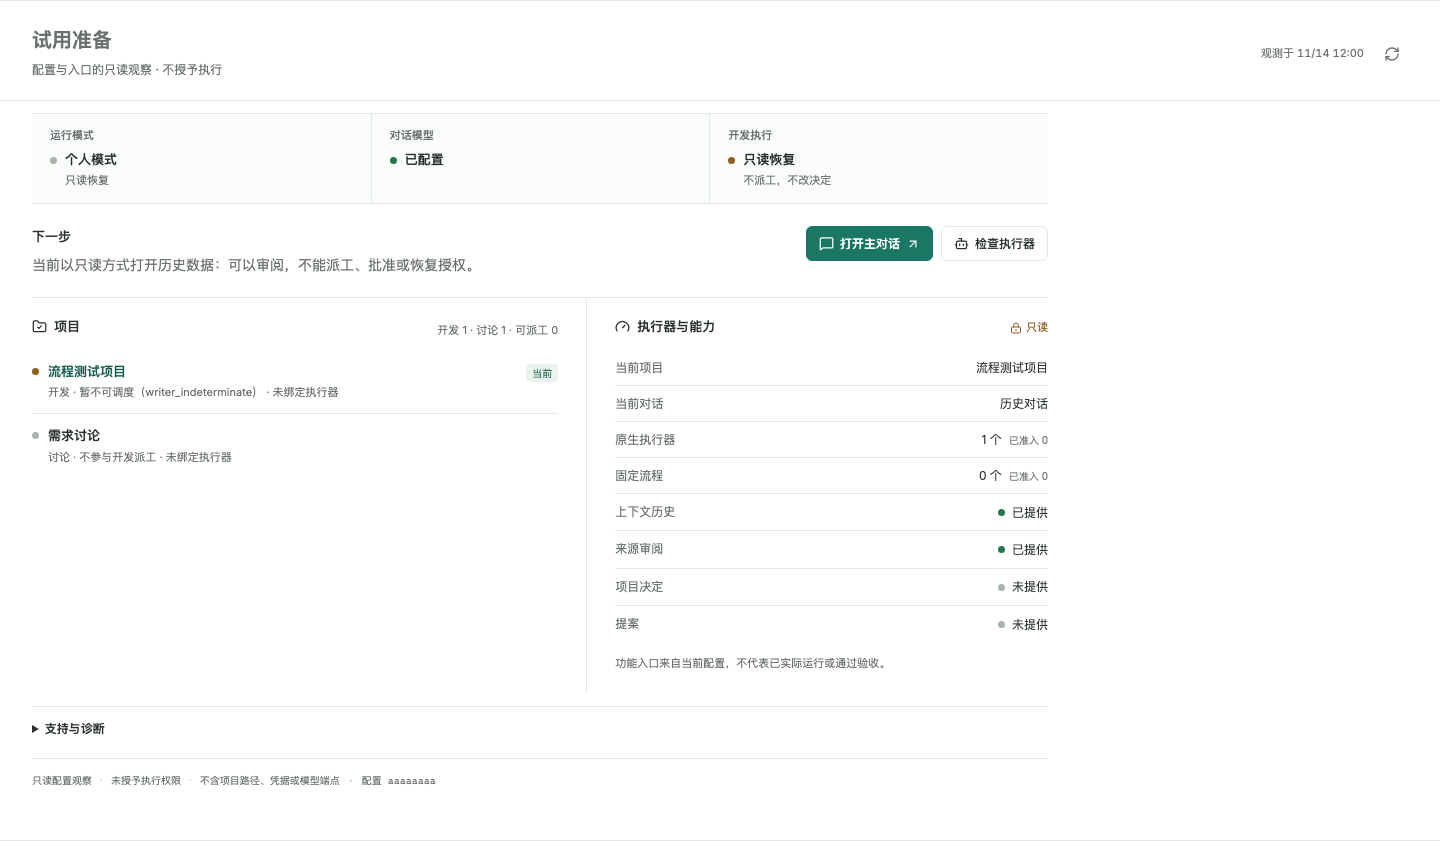 试用准备
配置与入口的只读观察 · 不授予执行
观测于 11/14 12:00
运行模式
个人模式
只读恢复
对话模型
已配置
开发执行
只读恢复
不派工，不改决定
下一步
当前以只读方式打开历史数据：可以审阅，不能派工、批准或恢复授权。
打开主对话
检查执行器
项目
开发 1 · 讨论 1 · 可派工 0
流程测试项目
当前
开发 · 暂不可调度（writer_indeterminate） · 未绑定执行器
需求讨论
讨论 · 不参与开发派工 · 未绑定执行器
执行器与能力
只读
当前项目 流程测试项目
当前对话 历史对话
原生执行器 1 个 已准入 0
固定流程 0 个 已准入 0
上下文历史 已提供
来源审阅 已提供
项目决定 未提供
提案 未提供
功能入口来自当前配置，不代表已实际运行或通过验收。
支持与诊断
只读配置观察 · 未授予执行权限 · 不含项目路径、凭据或模型端点 · 配置 aaaaaaaa